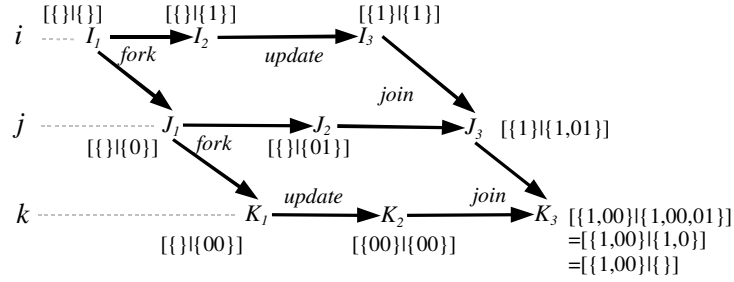 [{}|{}] [{}|{1}] [{1}|{1}]
i I1 I2 I3
fork update
join
j J1 J2 J3 [{1}|{1,01}]
[{}|{0}] fork [{}|{01}]
update join
k K1 K2 K3 [{1,00}|{1,00,01}]
[{}|{00}] [{00}|{00}] =[{1,00}|{1,0}]
=[{1,00}|{}]